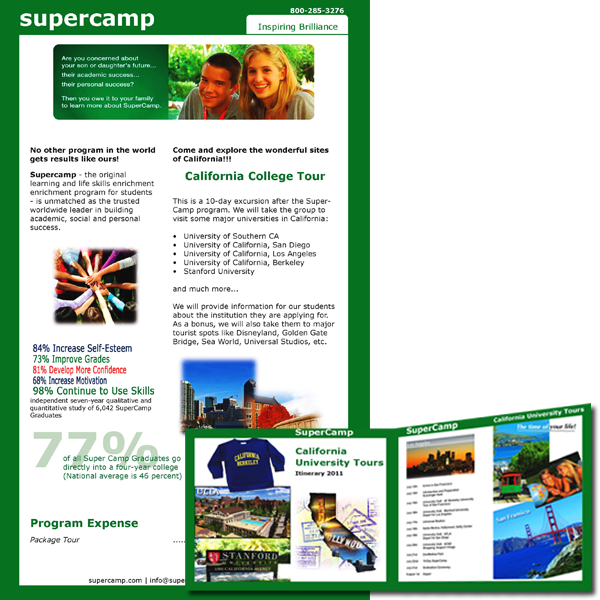 supercamp
800-285-3276
Inspiring Brilliance
Are you concerned about
your son or daughter's future...
their academic success...
their personal success?
Then you owe it to your family
to learn more about SuperCamp.
No other program in the world
gets results like ours!
Supercamp - the original
learning and life skills enrichment
enrichment program for students
- is unmatched as the trusted
worldwide leader in building
academic, social and personal
success.
84% Increase Self-Esteem
73% Improve Grades
81% Develop More Confidence
68% Increase Motivation
98% Continue to Use Skills
independent seven-year qualitative and
quantitative study of 6,042 SuperCamp
Graduates
77%
of all Super Camp Graduates go
directly into a four-year college
(National average is 46 percent)
Program Expense
Package Tour
supercamp.com | info@supe
Come and explore the wonderful sites
of California!!!
California College Tour
This is a 10-day excursion after the Super-
Camp program. We will take the group to
visit some major universities in California:
• University of Southern CA
• University of California, San Diego
• University of California, Los Angeles
• University of California, Berkeley
• Stanford University
and much more...
We will provide information for our students
about the institution they are applying for.
As a bonus, we will also take them to major
tourist spots like Disneyland, Golden Gate
Bridge, Sea World, Universal Studios, etc.
SuperCamp
California
University Tours
Itinerary 2011
CALIFORNIA
BERKELEY
UCLA
STANFORD
UNIVERSITY
SuperCamp
California University Tours
Los Angeles
The time of your life!
San Francisco